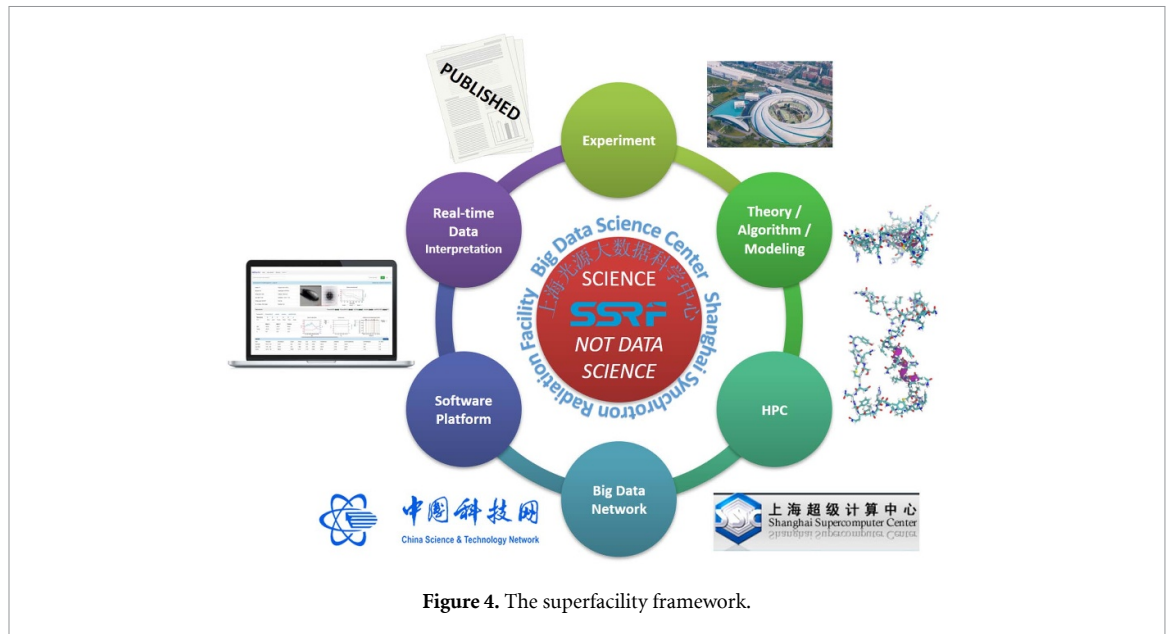 PUBLISHED
Experiment
Real-time
Data
Interpretation
Theory /
Algorithm /
Modeling
Big Data Science Center
Shanghai Synchrotron Radiation Facility
上海光源大数据科学中心
SCIENCE
SSRF
NOT DATA
SCIENCE
Software
Platform
HPC
Big Data
Network
中国科技网
China Science & Technology Network
SSC
上海超级计算中心
Shanghai Supercomputer Center
Figure 4. The superfacility framework.